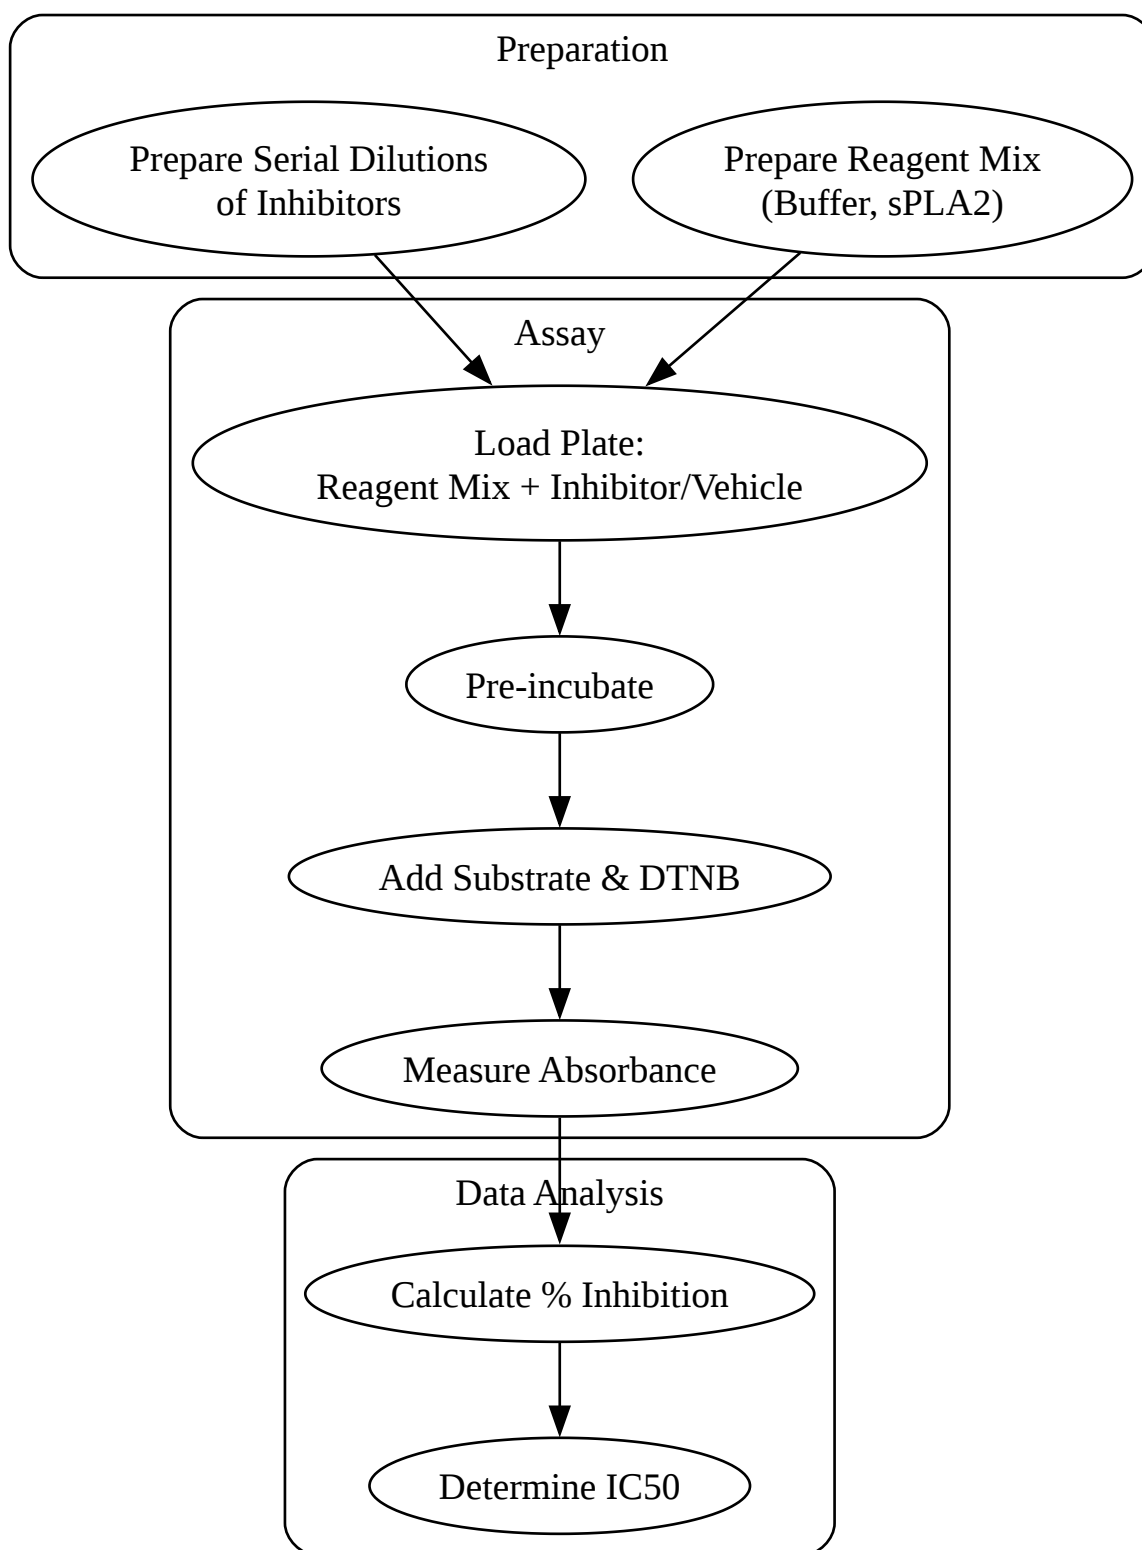 Preparation
Prepare Serial Dilutions
of Inhibitors
Prepare Reagent Mix
(Buffer, sPLA2)
Assay
Load Plate:
Reagent Mix + Inhibitor/Vehicle
Pre-incubate
Add Substrate & DTNB
Measure Absorbance
Data Analysis
Calculate % Inhibition
Determine IC50